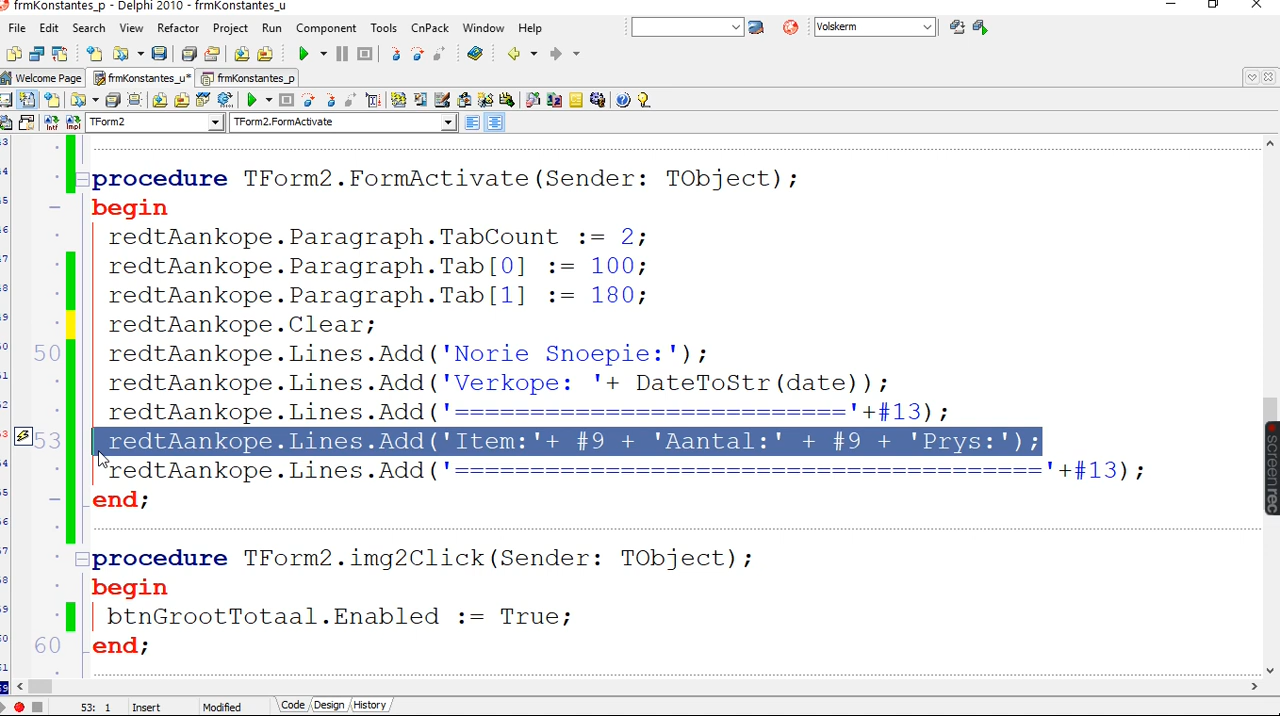 frmKonstantes_p - Delphi 2010 - frmKonstantes_u
File Edit Search View Refactor Project Run Component Tools CnPack Window Help
Volskerm
Welcome Page frmKonstantes_u* frmKonstantes_p
TForm2 TForm2.FormActivate
procedure TForm2.FormActivate(Sender: TObject);
begin
redtAankope.Paragraph.TabCount := 2;
redtAankope.Paragraph.Tab[0] := 100;
redtAankope.Paragraph.Tab[1] := 180;
redtAankope.Clear;
50 redtAankope.Lines.Add('Norie Snoepie:');
redtAankope.Lines.Add('Verkope: '+ DateToStr(date));
redtAankope.Lines.Add('=========================='+#13);
53 redtAankope.Lines.Add('Item:'+ #9 + 'Aantal:' + #9 + 'Prys:');
redtAankope.Lines.Add('======================================='+#13);
end;
procedure TForm2.img2Click(Sender: TObject);
begin
btnGrootTotaal.Enabled := True;
60 end;
53: 1 Insert Modified Code Design History
screenrec